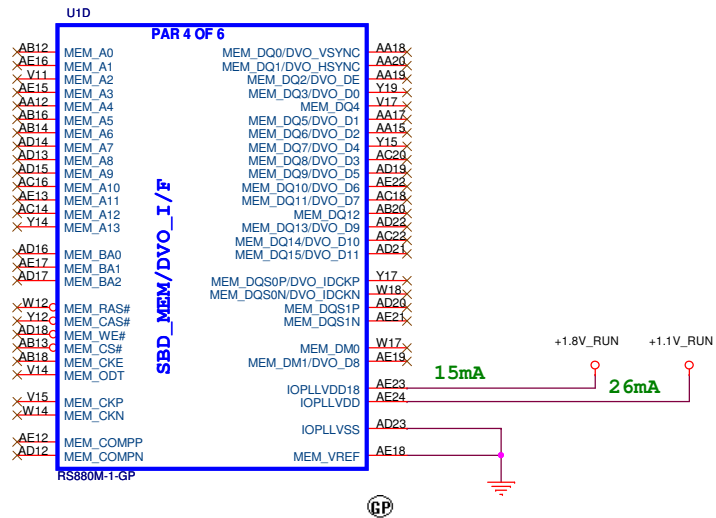 U1D
PAR 4 OF 6
AB12 MEM_A0 MEM_DQ0/DVO_VSYNC AA18
AE16 MEM_A1 MEM_DQ1/DVO_HSYNC AA20
V11 MEM_A2 MEM_DQ2/DVO_DE AA19
AE15 MEM_A3 MEM_DQ3/DVO_D0 Y19
AA12 MEM_A4 MEM_DQ4 V17
AB16 MEM_A5 MEM_DQ5/DVO_D1 AA17
AB14 MEM_A6 MEM_DQ6/DVO_D2 AA15
AD14 MEM_A7 MEM_DQ7/DVO_D4 Y15
AD13 MEM_A8 MEM_DQ8/DVO_D3 AC20
AD15 MEM_A9 MEM_DQ9/DVO_D5 AD19
AC16 MEM_A10 MEM_DQ10/DVO_D6 AE22
AE13 MEM_A11 MEM_DQ11/DVO_D7 AC18
AC14 MEM_A12 MEM_DQ12 AB20
Y14 MEM_A13 MEM_DQ13/DVO_D9 AD22
MEM_DQ14/DVO_D10 AC22
AD16 MEM_BA0 MEM_DQ15/DVO_D11 AD21
AE17 MEM_BA1
AD17 MEM_BA2 MEM_DQS0P/DVO_IDCKP Y17
MEM_DQS0N/DVO_IDCKN W18
W12 MEM_RAS# MEM_DQS1P AD20
Y12 MEM_CAS# MEM_DQS1N AE21
AD18 MEM_WE#
AB13 MEM_CS# MEM_DM0 W17
AB18 MEM_CKE MEM_DM1/DVO_D8 AE19
V14 MEM_ODT
SBD_MEM/DVO_I/F
+1.8V_RUN +1.1V_RUN
IOPLLVDD18 AE23 15mA
V15 MEM_CKP IOPLLVDD AE24 26mA
W14 MEM_CKN
IOPLLVSS AD23
AE12 MEM_COMPP
AD12 MEM_COMPN MEM_VREF AE18
RS880M-1-GP
GP